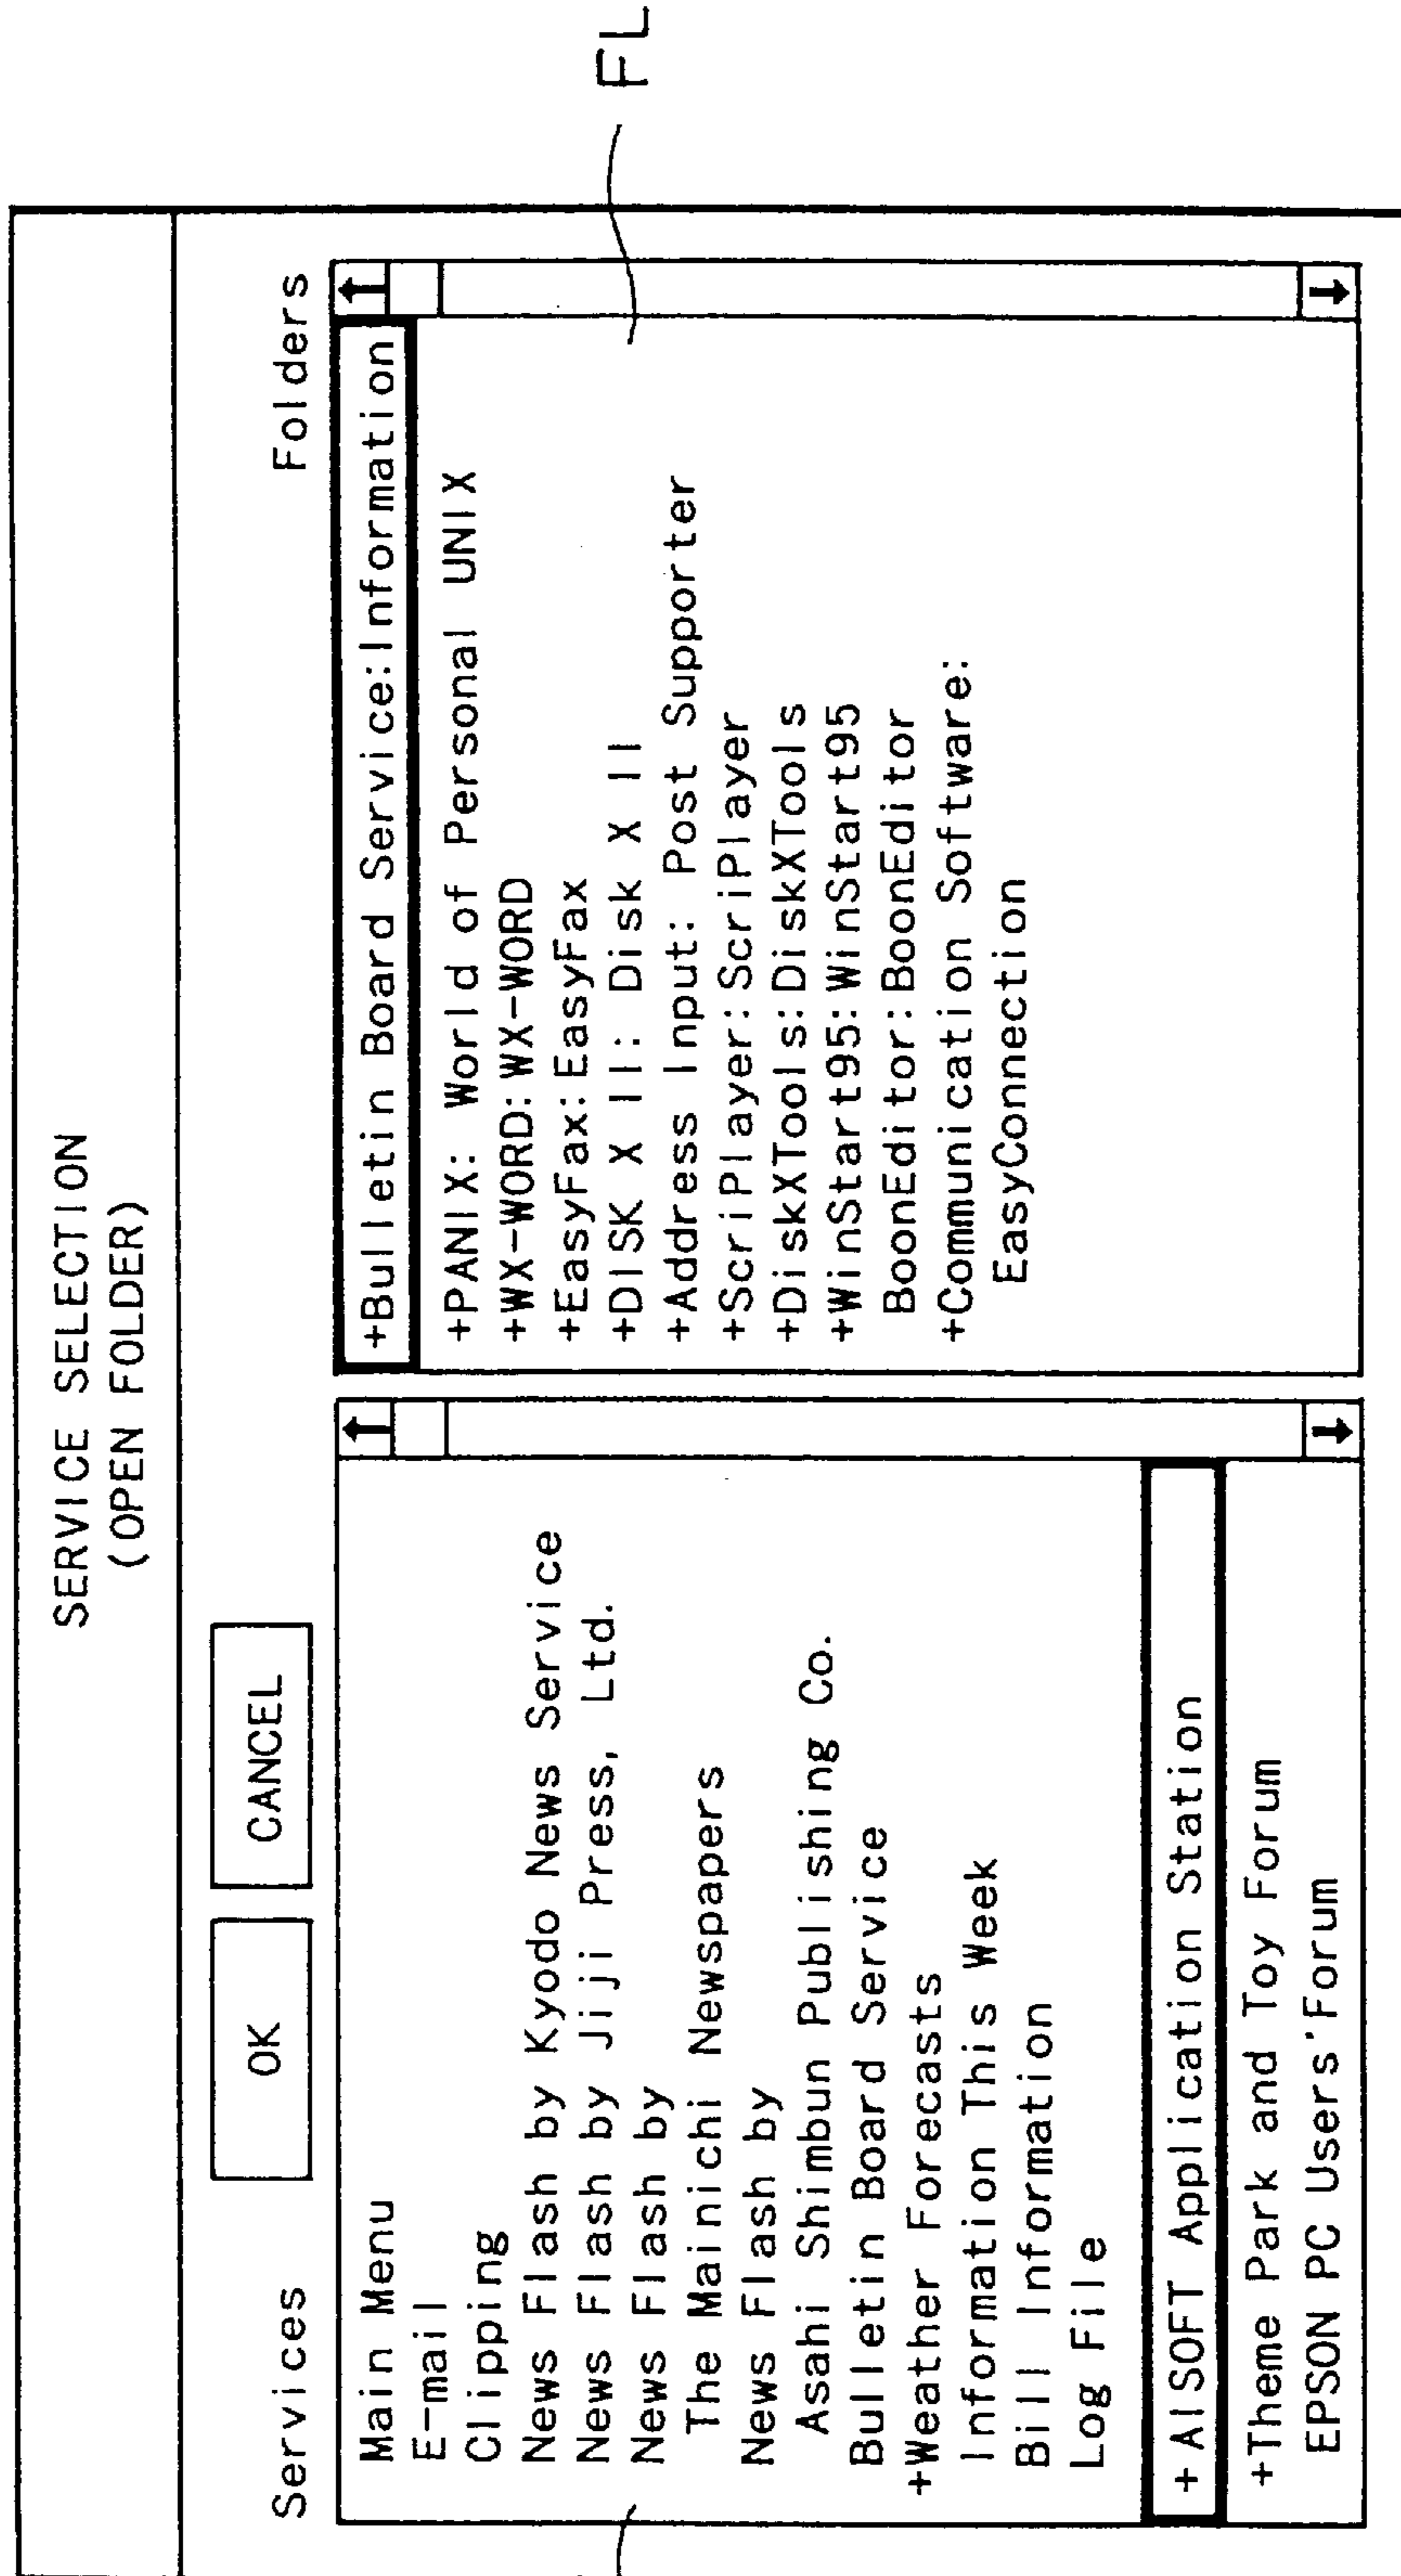 SERVICE SELECTION
(OPEN FOLDER)
OK
CANCEL
Services
Main Menu
E-mail
Clipping
News Flash by Kyodo News Service
News Flash by Jiji Press, Ltd.
News Flash by
The Mainichi Newspapers
News Flash by
Asahi Shimbun Publishing Co.
Bulletin Board Service
+Weather Forecasts
Information This Week
Bill Information
Log File
+AISOFT Application Station
+Theme Park and Toy Forum
EPSON PC Users'Forum
Folders
+Bulletin Board Service:Information
+PANIX: World of Personal UNIX
+WX-WORD:WX-WORD
+EasyFax:EasyFax
+DISK X II: Disk X II
+Address Input: Post Supporter
+ScriPlayer:ScriPlayer
+DiskXTools:DiskXTools
+WinStart95:WinStart95
BoonEditor:BoonEditor
+Communication Software:
EasyConnection
FL